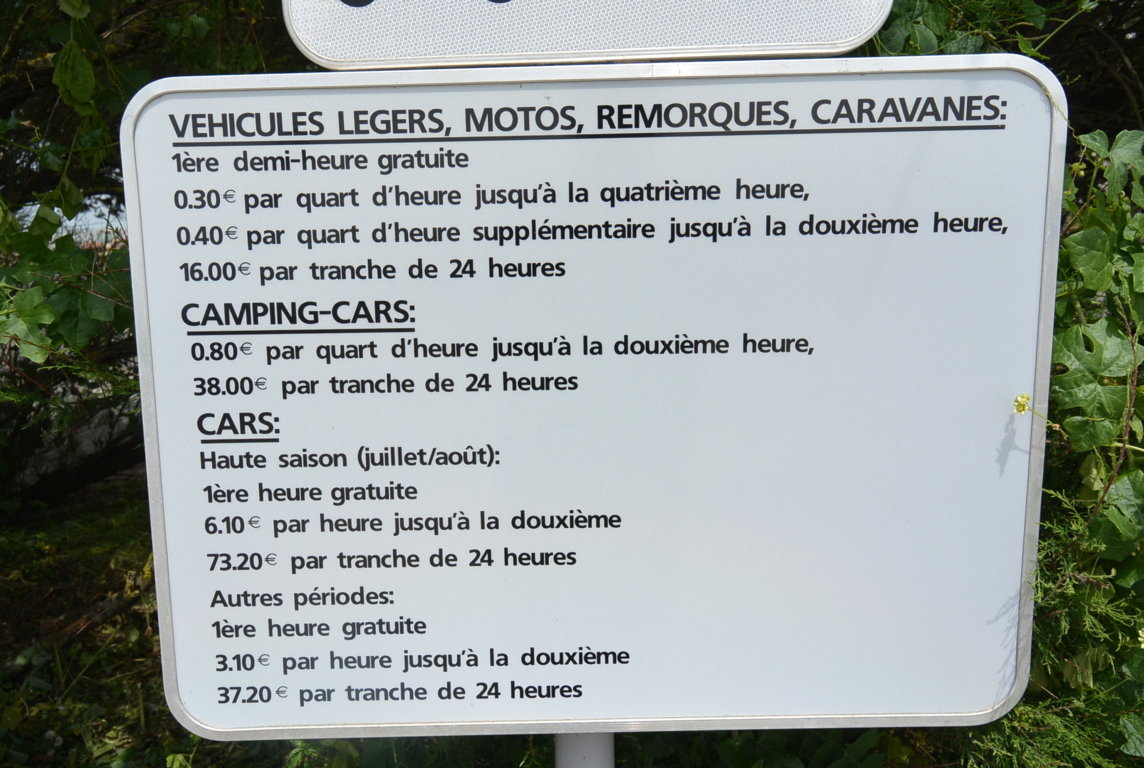 VEHICULES LEGERS, MOTOS, REMORQUES, CARAVANES:
1ère demi-heure gratuite
0.30€ par quart d'heure jusqu'à la quatrième heure,
0.40€ par quart d'heure supplémentaire jusqu'à la douxième heure,
16.00€ par tranche de 24 heures
CAMPING-CARS:
0.80€ par quart d'heure jusqu'à la douxième heure,
38.00€ par tranche de 24 heures
CARS:
Haute saison (juillet/août):
1ère heure gratuite
6.10€ par heure jusqu'à la douxième
73.20€ par tranche de 24 heures
Autres périodes:
1ère heure gratuite
3.10€ par heure jusqu'à la douxième
37.20€ par tranche de 24 heures